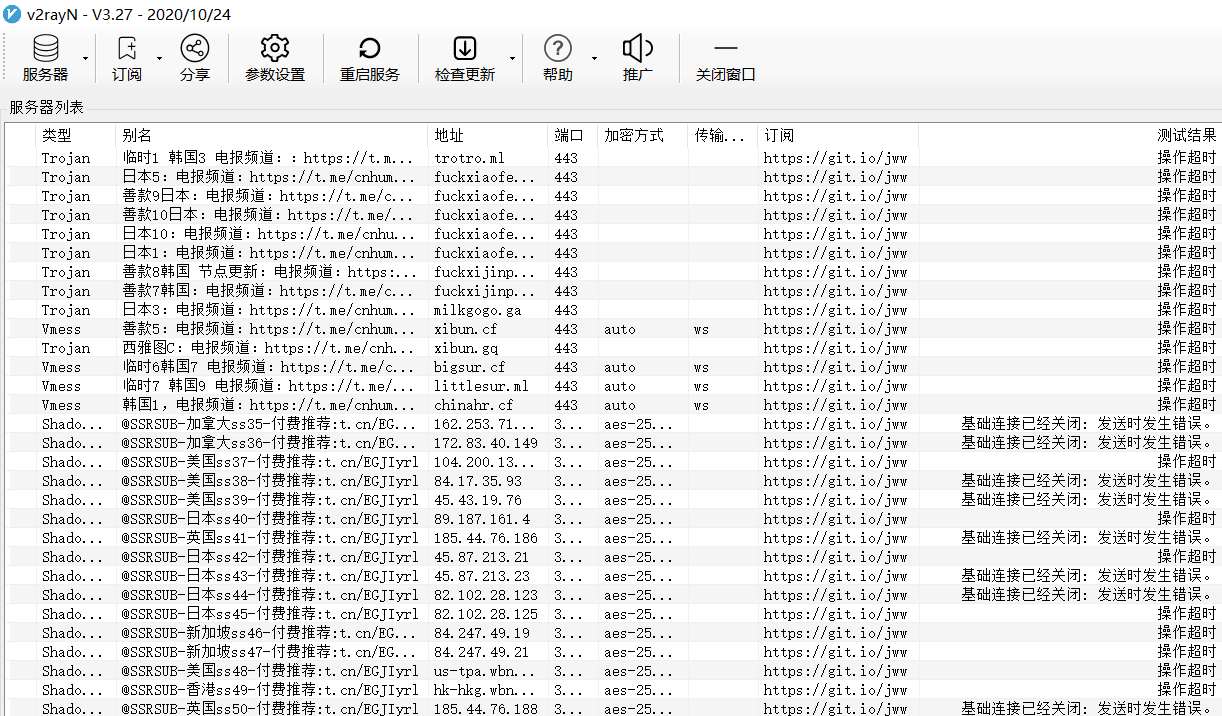 v2rayN - V3.27 - 2020/10/24
服务器 订阅 分享 参数设置 重启服务 检查更新 帮助 推广 关闭窗口
服务器列表
类型 别名 地址 端口 加密方式 传输... 订阅 测试结果
Trojan 临时1 韩国3 电报频道：：https://t.m... trotro.ml 443 https://git.io/jww 操作超时
Trojan 日本5：电报频道：https://t.me/cnhum... fuckxiaofe... 443 https://git.io/jww 操作超时
Trojan 善款9日本：电报频道：https://t.me/c... fuckxiaofe... 443 https://git.io/jww 操作超时
Trojan 善款10日本：电报频道：https://t.me/... fuckxiaofe... 443 https://git.io/jww 操作超时
Trojan 日本10：电报频道：https://t.me/cnhu... fuckxiaofe... 443 https://git.io/jww 操作超时
Trojan 日本1：电报频道：https://t.me/cnhum... fuckxiaofe... 443 https://git.io/jww 操作超时
Trojan 善款8韩国 节点更新：电报频道：https:... fuckxijinp... 443 https://git.io/jww 操作超时
Trojan 善款7韩国：电报频道：https://t.me/c... fuckxijinp... 443 https://git.io/jww 操作超时
Trojan 日本3：电报频道：https://t.me/cnhum... milkgogo.ga 443 https://git.io/jww 操作超时
Vmess 善款5：电报频道：https://t.me/cnhum... xibun.cf 443 auto ws https://git.io/jww 操作超时
Trojan 西雅图C：电报频道：https://t.me/cnh... xibun.gq 443 https://git.io/jww 操作超时
Vmess 临时6韩国7 电报频道：https://t.me/c... bigsur.cf 443 auto ws https://git.io/jww 操作超时
Vmess 临时7 韩国9 电报频道：https://t.me/... littlesur.ml 443 auto ws https://git.io/jww 操作超时
Vmess 韩国1，电报频道：https://t.me/cnhum... chinahr.cf 443 auto ws https://git.io/jww 操作超时
Shado... @SSRSUB-加拿大ss35-付费推荐:t.cn/EG... 162.253.71... 3... aes-25... https://git.io/jww 基础连接已经关闭: 发送时发生错误。
Shado... @SSRSUB-加拿大ss36-付费推荐:t.cn/EG... 172.83.40.149 3... aes-25... https://git.io/jww 基础连接已经关闭: 发送时发生错误。
Shado... @SSRSUB-美国ss37-付费推荐:t.cn/EGJIyrl 104.200.13... 3... aes-25... https://git.io/jww 操作超时
Shado... @SSRSUB-美国ss38-付费推荐:t.cn/EGJIyrl 84.17.35.93 3... aes-25... https://git.io/jww 基础连接已经关闭: 发送时发生错误。
Shado... @SSRSUB-美国ss39-付费推荐:t.cn/EGJIyrl 45.43.19.76 3... aes-25... https://git.io/jww 基础连接已经关闭: 发送时发生错误。
Shado... @SSRSUB-日本ss40-付费推荐:t.cn/EGJIyrl 89.187.161.4 3... aes-25... https://git.io/jww 操作超时
Shado... @SSRSUB-英国ss41-付费推荐:t.cn/EGJIyrl 185.44.76.186 3... aes-25... https://git.io/jww 基础连接已经关闭: 发送时发生错误。
Shado... @SSRSUB-日本ss42-付费推荐:t.cn/EGJIyrl 45.87.213.21 3... aes-25... https://git.io/jww 操作超时
Shado... @SSRSUB-日本ss43-付费推荐:t.cn/EGJIyrl 45.87.213.23 3... aes-25... https://git.io/jww 基础连接已经关闭: 发送时发生错误。
Shado... @SSRSUB-日本ss44-付费推荐:t.cn/EGJIyrl 82.102.28.123 3... aes-25... https://git.io/jww 基础连接已经关闭: 发送时发生错误。
Shado... @SSRSUB-日本ss45-付费推荐:t.cn/EGJIyrl 82.102.28.125 3... aes-25... https://git.io/jww 操作超时
Shado... @SSRSUB-新加坡ss46-付费推荐:t.cn/EG... 84.247.49.19 3... aes-25... https://git.io/jww 操作超时
Shado... @SSRSUB-新加坡ss47-付费推荐:t.cn/EG... 84.247.49.21 3... aes-25... https://git.io/jww 操作超时
Shado... @SSRSUB-美国ss48-付费推荐:t.cn/EGJIyrl us-tpa.wbn... 3... aes-25... https://git.io/jww 操作超时
Shado... @SSRSUB-香港ss49-付费推荐:t.cn/EGJIyrl hk-hkg.wbn... 3... aes-25... https://git.io/jww 操作超时
Shado... @SSRSUB-英国ss50-付费推荐:t.cn/EGJIyrl 185.44.76.188 3... aes-25... https://git.io/jww 基础连接已经关闭: 发送时发生错误。